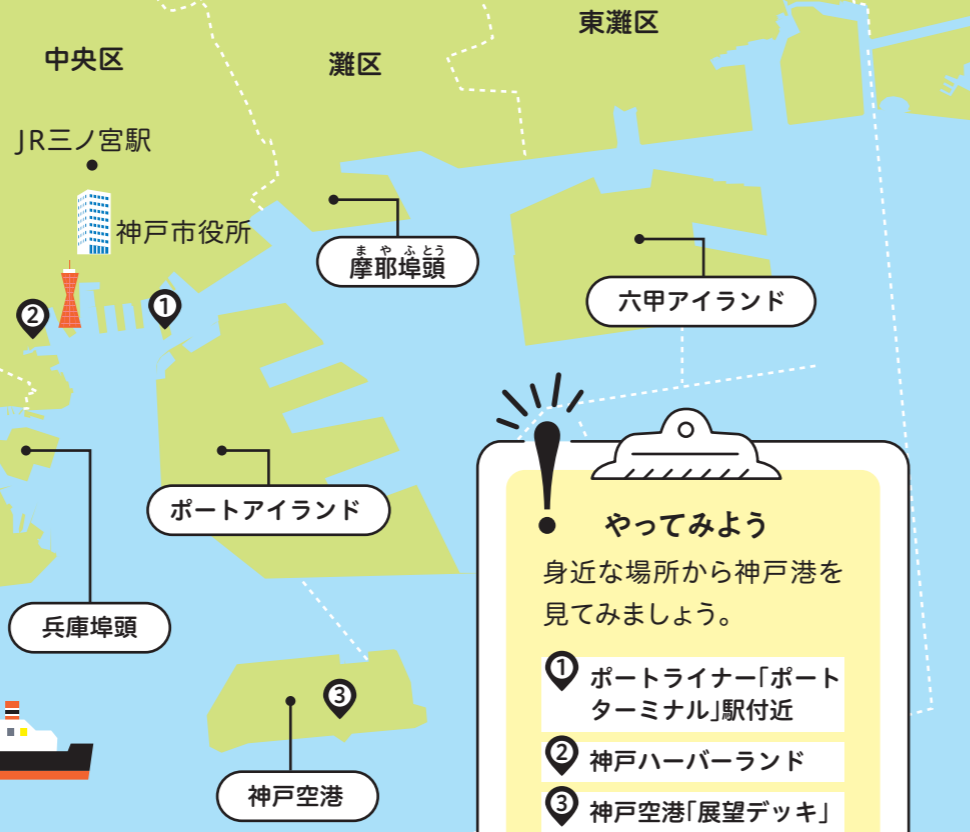 東灘区
中央区
灘区
JR三ノ宮駅
神戸市役所
まやふとう
摩耶埠頭
六甲アイランド
2
1
ポートアイランド
兵庫埠頭
3
神戸空港
やってみよう
身近な場所から神戸港を
見てみましょう。
1 ポートライナー「ポート
ターミナル」駅付近
2 神戸ハーバーランド
3 神戸空港「展望デッキ」